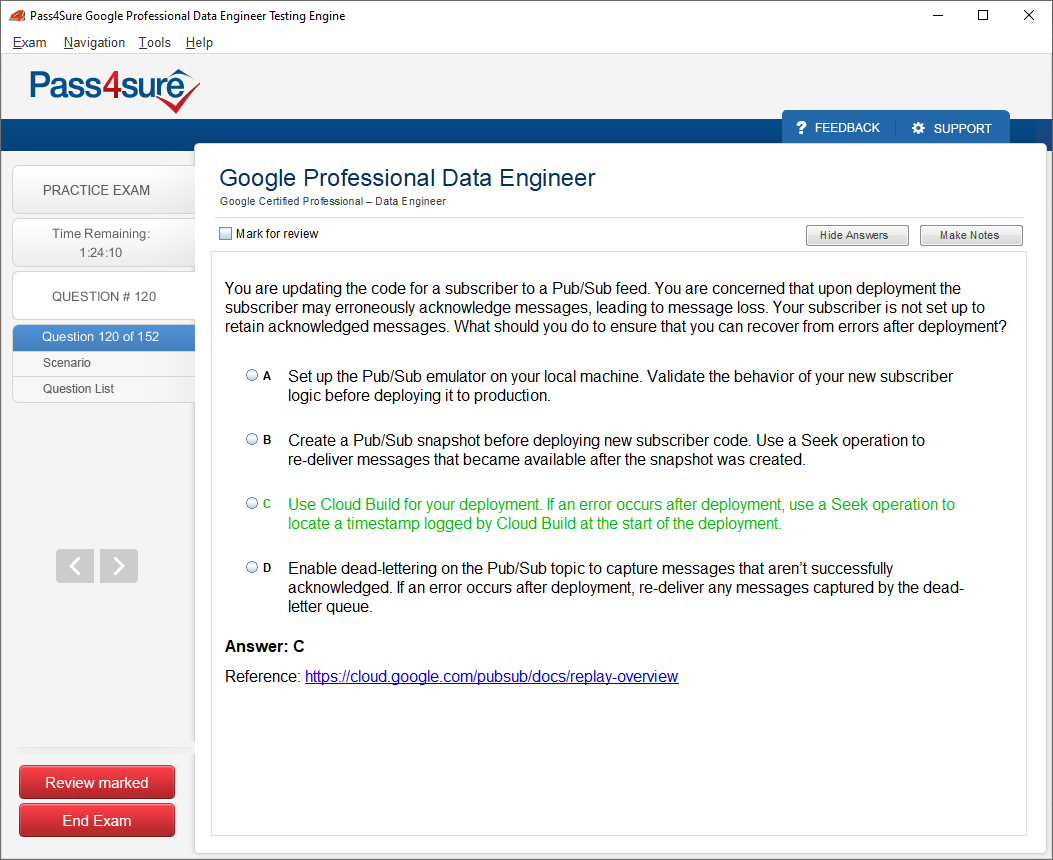 Pass4Sure Google Professional Data Engineer Testing Engine
Exam Navigation Tools Help
Pass4sure
? FEEDBACK SUPPORT
PRACTICE EXAM
Time Remaining:
1:24:10
QUESTION # 120
Question 120 of 152
Scenario
Question List
Google Professional Data Engineer
Google Certified Professional – Data Engineer
Mark for review
Hide Answers Make Notes
You are updating the code for a subscriber to a Pub/Sub feed. You are concerned that upon deployment the
subscriber may erroneously acknowledge messages, leading to message loss. Your subscriber is not set up to
retain acknowledged messages. What should you do to ensure that you can recover from errors after deployment?
A Set up the Pub/Sub emulator on your local machine. Validate the behavior of your new subscriber
logic before deploying it to production.
B Create a Pub/Sub snapshot before deploying new subscriber code. Use a Seek operation to
re-deliver messages that became available after the snapshot was created.
C Use Cloud Build for your deployment. If an error occurs after deployment, use a Seek operation to
locate a timestamp logged by Cloud Build at the start of the deployment.
D Enable dead-lettering on the Pub/Sub topic to capture messages that aren’t successfully
acknowledged. If an error occurs after deployment, re-deliver any messages captured by the dead-
letter queue.
Answer: C
Reference: https://cloud.google.com/pubsub/docs/replay-overview
Review marked
End Exam